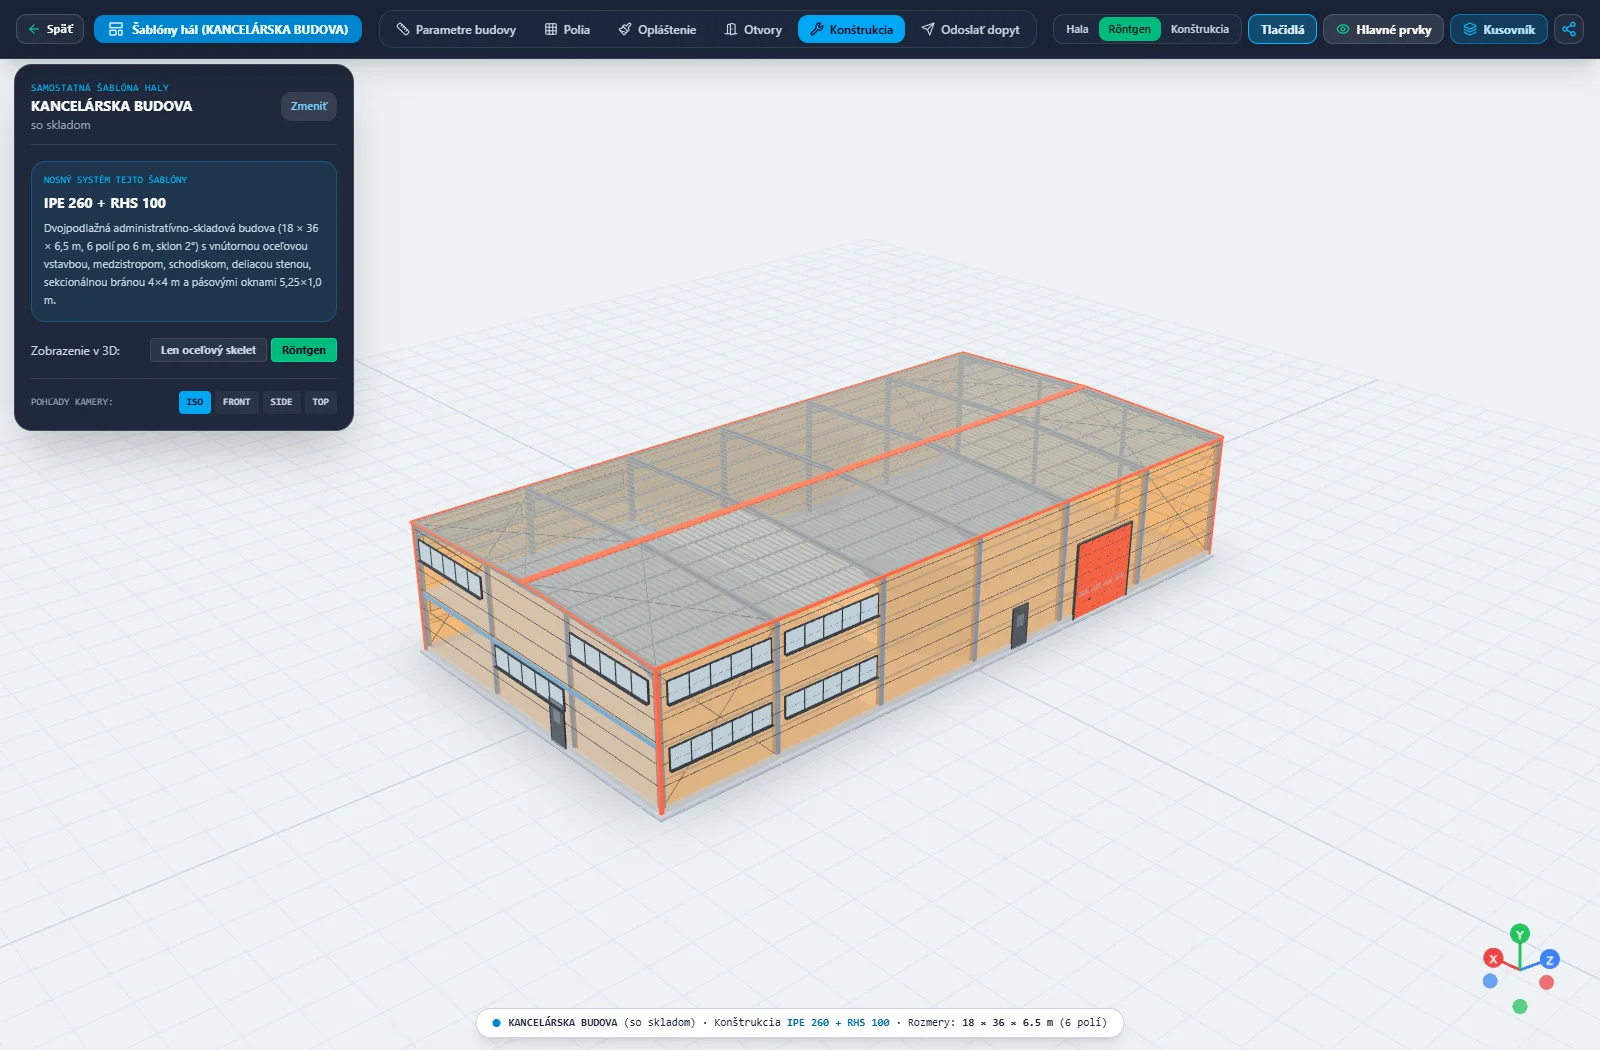 Späť
Šablóny hál (KANCELÁRSKA BUDOVA)
Parametre budovy
Polia
Opláštenie
Otvory
Konštrukcia
Odoslať dopyt
Hala
Röntgen
Konštrukcia
Tlačidlá
Hlavné prvky
Kusovník
SAMOSTATNÁ ŠABLÓNA HALY
KANCELÁRSKA BUDOVA
so skladom
Zmeniť
NOSNÝ SYSTÉM TEJTO ŠABLÓNY
IPE 260 + RHS 100
Dvojpodlažná administratívno-skladová budova (18 × 36
× 6,5 m, 6 polí po 6 m, sklon 2°) s vnútornou oceľovou
vstavbou, medzistropom, schodiskom, deliacou stenou,
sekcionálnou bránou 4×4 m a pásovými oknami 5,25×1,0
m.
Zobrazenie v 3D:
Len oceľový skelet
Röntgen
POHĽADY KAMERY:
ISO
FRONT
SIDE
TOP
Y
X
Z
KANCELÁRSKA BUDOVA (so skladom) · Konštrukcia IPE 260 + RHS 100 · Rozmery: 18 × 36 × 6.5 m (6 polí)